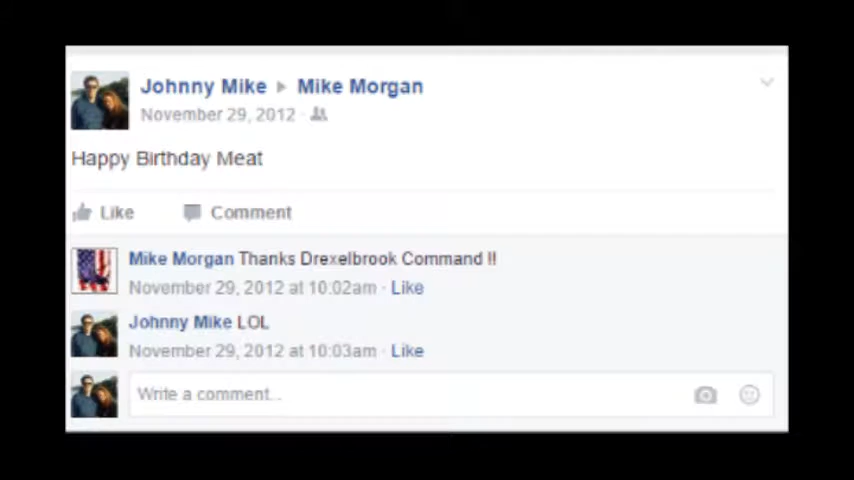 Johnny Mike ▸ Mike Morgan
November 29, 2012 ·
Happy Birthday Meat
Like Comment
Mike Morgan Thanks Drexelbrook Command !!
November 29, 2012 at 10:02am · Like
Johnny Mike LOL
November 29, 2012 at 10:03am · Like
Write a comment...